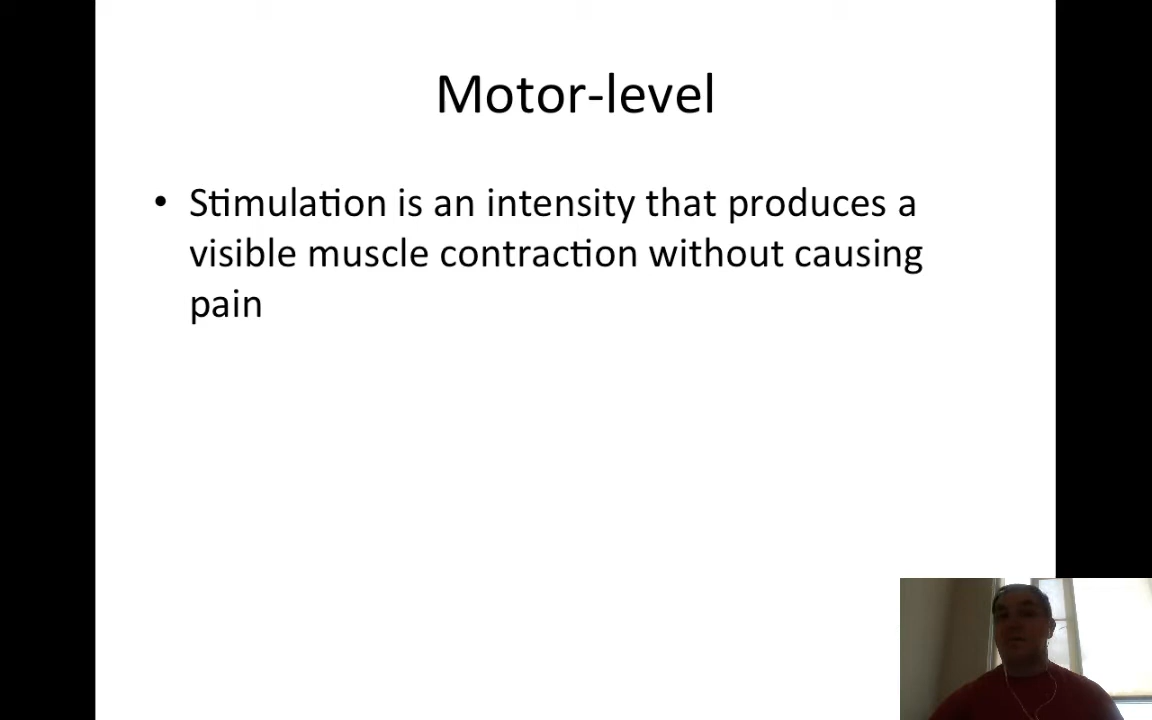 Motor-level
• Stimulation is an intensity that produces a
visible muscle contraction without causing
pain